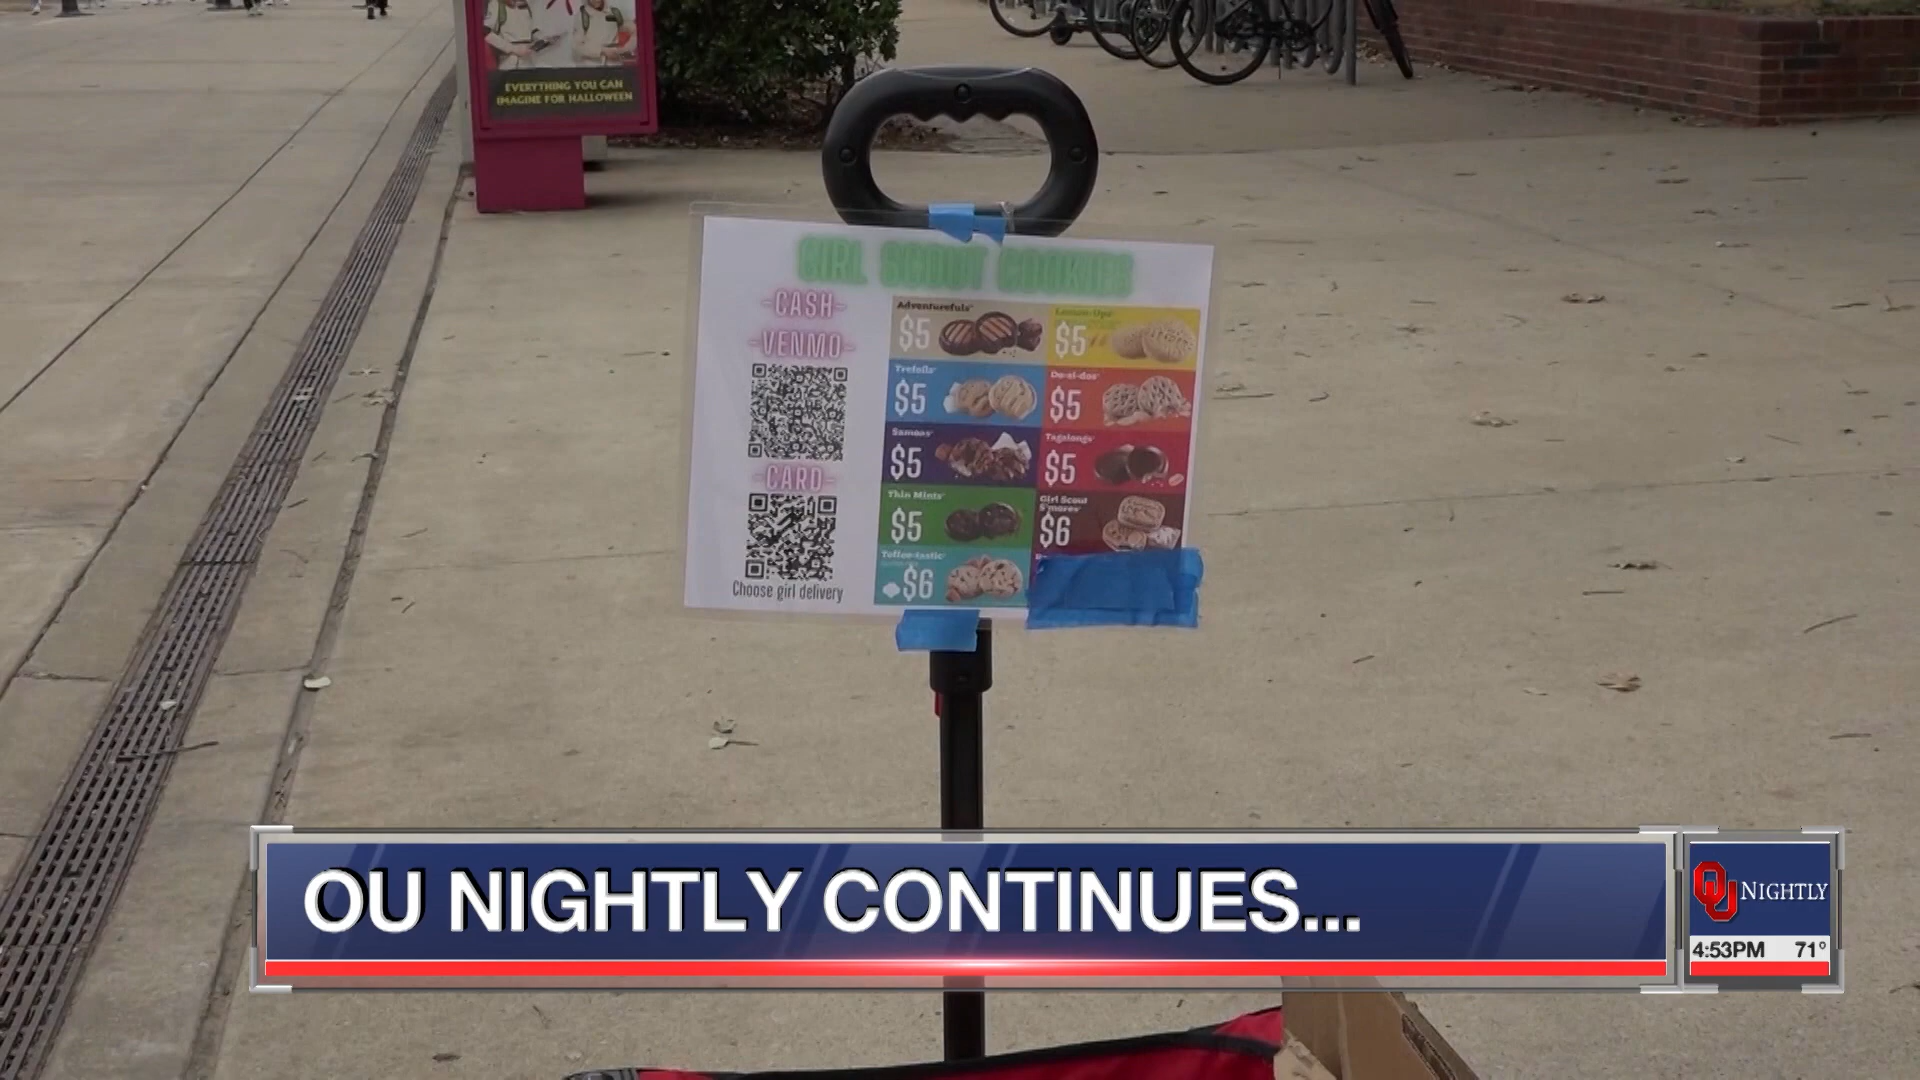 EVERYTHING YOU CAN
IMAGINE FOR HALLOWEEN
GIRL SCOUT COOKIES
-CASH-
-VENMO-
-CARD-
Choose girl delivery
Adventurefuls
$5
Lemon-Ups
$5
Trefoils
$5
Do-si-dos
$5
Samoas
$5
Tagalongs
$5
Thin Mints
$5
Girl Scout
S'mores
$6
Toffee-tastic
$6
OU NIGHTLY CONTINUES...
OU NIGHTLY
4:53PM 71°